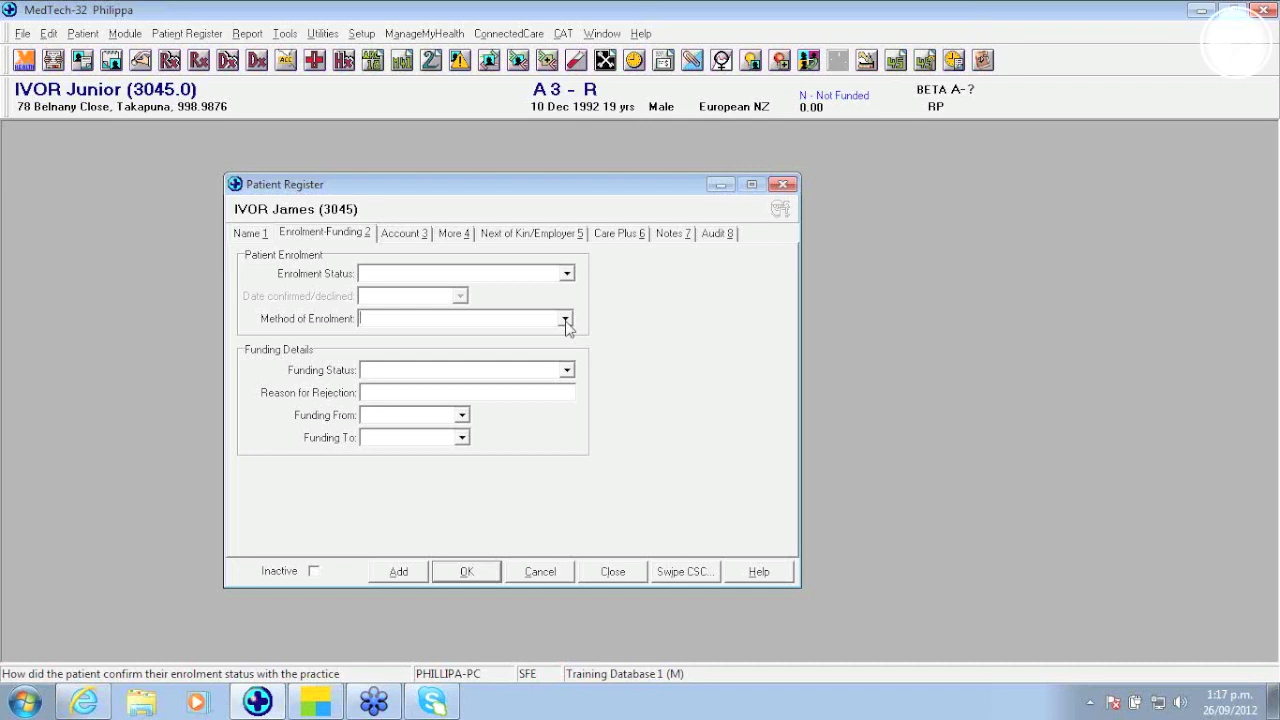 MedTech-32 Philippa
File Edit Patient Module Patient Register Report Tools Utilities Setup ManageMyHealth ConnectedCare CAT Window Help
IVOR Junior (3045.0)
78 Belnany Close, Takapuna, 998.9876
A 3 - R
10 Dec 1992 19 yrs Male European NZ
N - Not Funded
0.00
BETA A-?
RP
Patient Register
IVOR James (3045)
Name 1 Enrolment-Funding 2 Account 3 More 4 Next of Kin/Employer 5 Care Plus 6 Notes 7 Audit 8
Patient Enrolment
Enrolment Status:
Date confirmed/declined:
Method of Enrolment:
Funding Details
Funding Status:
Reason for Rejection:
Funding From:
Funding To:
Inactive Add OK Cancel Close Swipe CSC... Help
How did the patient confirm their enrolment status with the practice PHILLIPA-PC SFE Training Database1 (M)
1:17 p.m.
26/09/2012